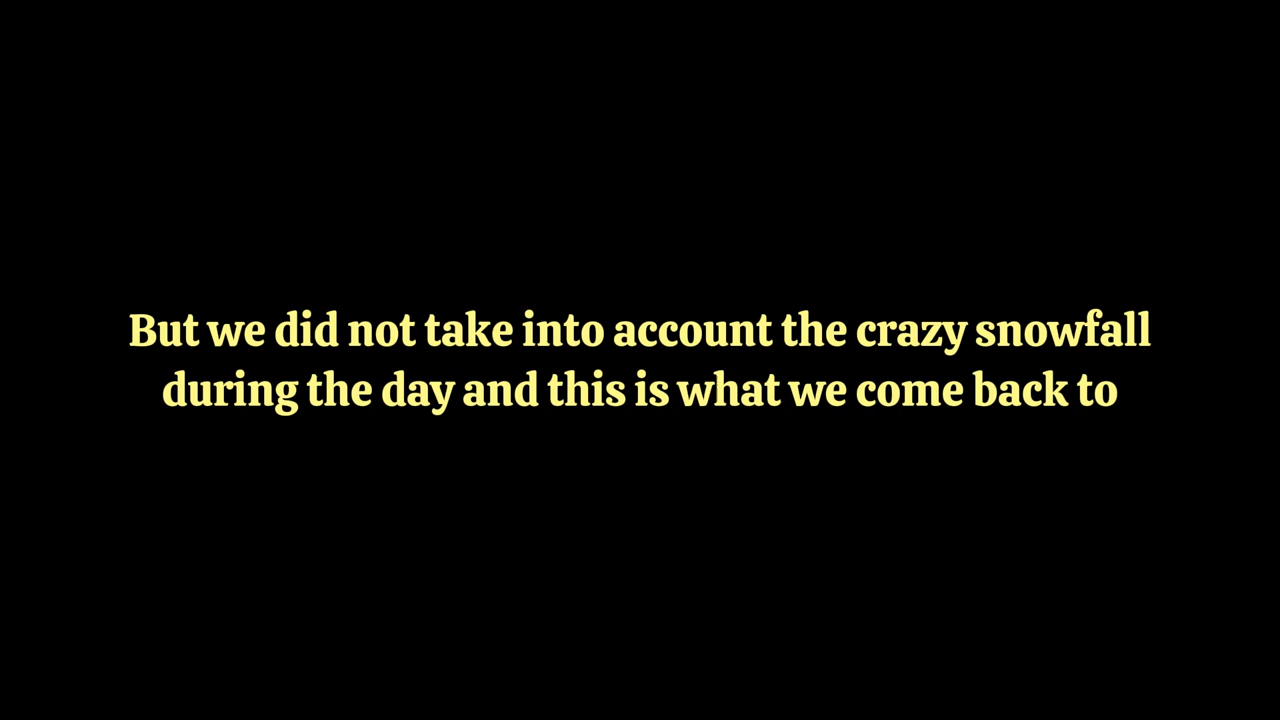 But we did not take into account the crazy snowfall
during the day and this is what we come back to